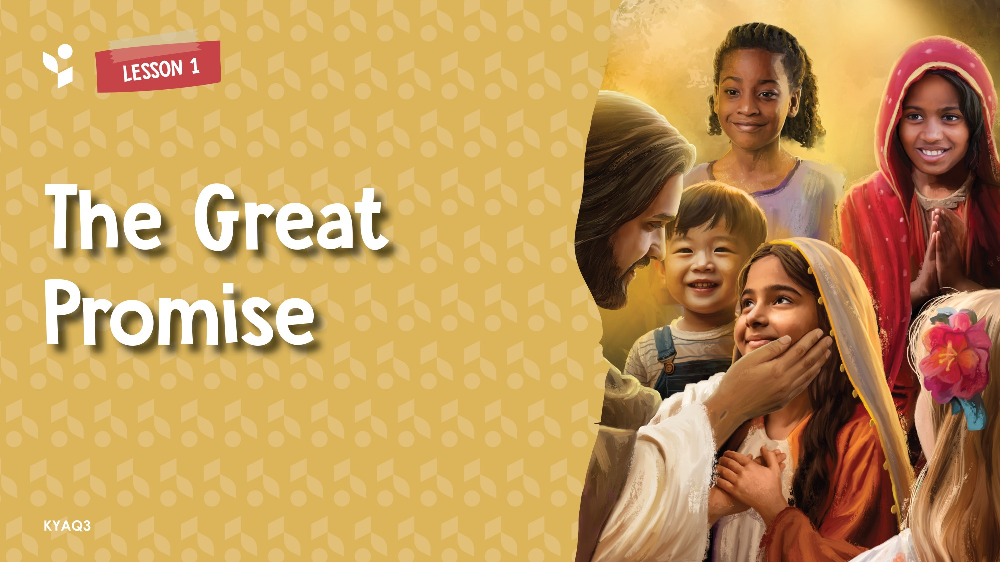 LESSON 1
The Great
Promise
KYAQ3